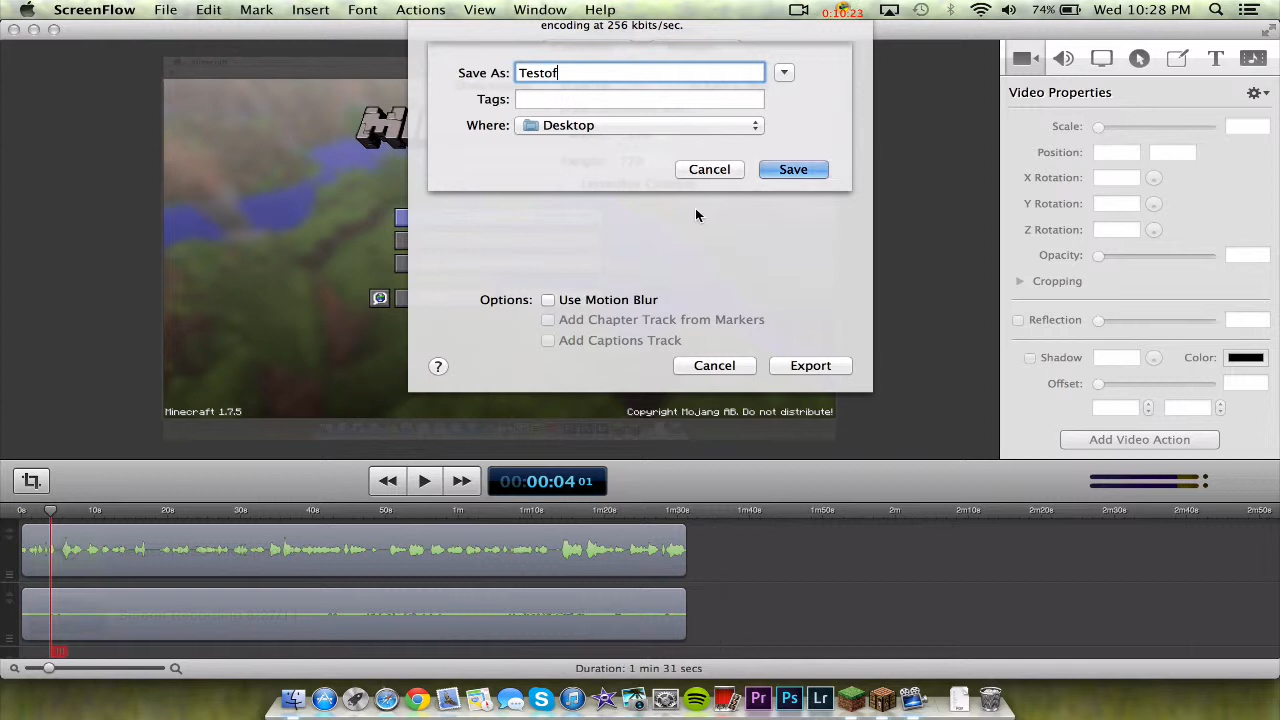 ScreenFlow File Edit Mark Insert Font Actions View Window Help 0:10:23 74% Wed 10:28 PM
encoding at 256 kbits/sec.
Save As: Testof
Tags:
Where: Desktop
Cancel Save
Options: Use Motion Blur
Add Chapter Track from Markers
Add Captions Track
? Cancel Export
Minecraft 1.7.5 Copyright Mojang AB. Do not distribute!
T
Video Properties
Scale:
Position:
X Rotation:
Y Rotation:
Z Rotation:
Opacity:
Cropping
Reflection
Shadow Color:
Offset:
Add Video Action
00:00:04 01
0s 10s 20s 30s 40s 50s 1m 1m10s 1m20s 1m30s 1m40s 1m50s 2m 2m10s 2m20s 2m30s 2m40s 2m50s
Duration: 1 min 31 secs
Pr Ps Lr